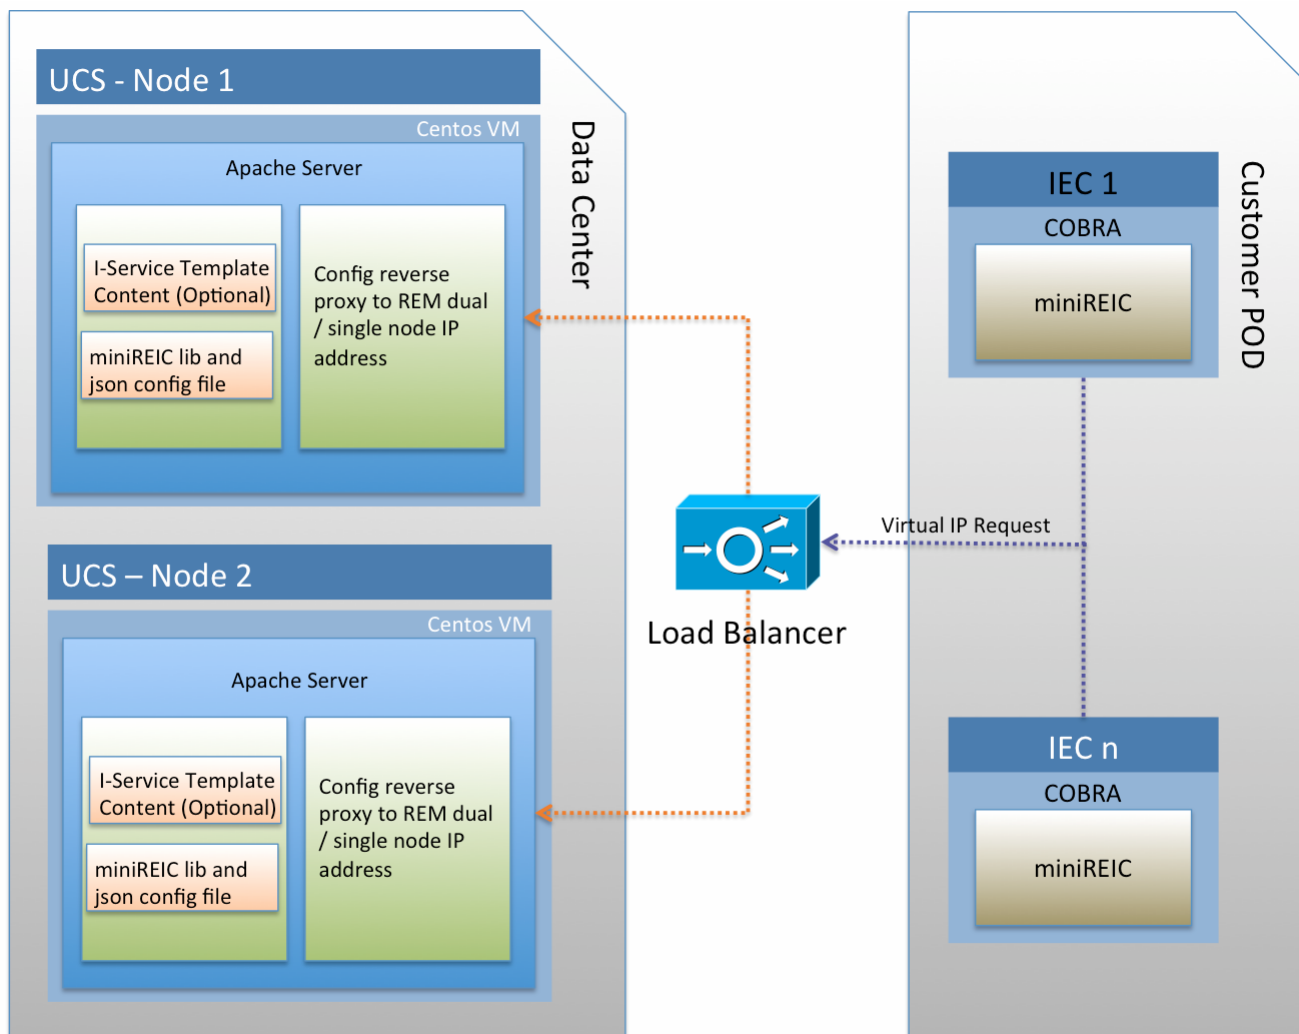 UCS - Node 1
Centos VM
Apache Server
I-Service Template
Content (Optional)
miniREIC lib and
json config file
Config reverse
proxy to REM dual
/ single node IP
address
Data Center
UCS – Node 2
Centos VM
Apache Server
I-Service Template
Content (Optional)
miniREIC lib and
json config file
Config reverse
proxy to REM dual
/ single node IP
address
Load Balancer
Virtual IP Request
IEC 1
COBRA
miniREIC
Customer POD
IEC n
COBRA
miniREIC